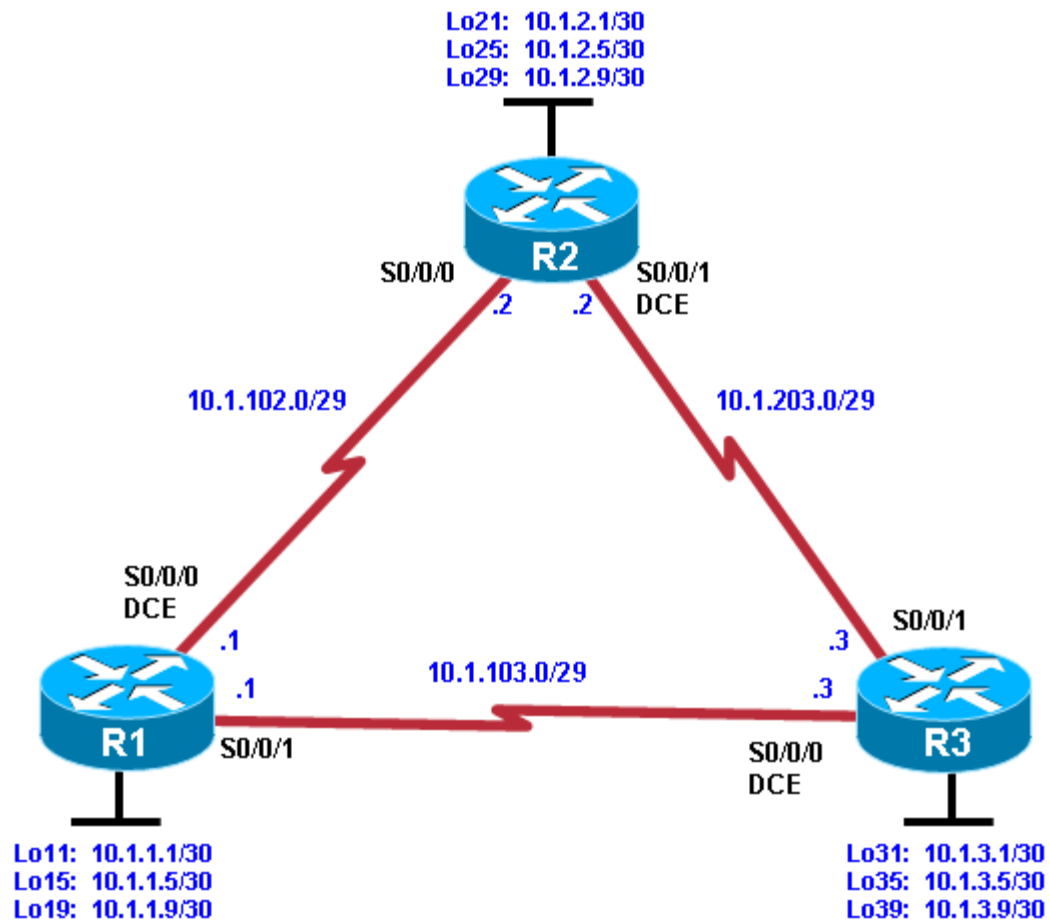 Lo21: 10.1.2.1/30
Lo25: 10.1.2.5/30
Lo29: 10.1.2.9/30
R2
S0/0/0
S0/0/1
DCE
.2
.2
10.1.102.0/29
10.1.203.0/29
S0/0/0
DCE
S0/0/1
.1
.3
10.1.103.0/29
.1
.3
R1
S0/0/1
S0/0/0
DCE
R3
Lo11: 10.1.1.1/30
Lo15: 10.1.1.5/30
Lo19: 10.1.1.9/30
Lo31: 10.1.3.1/30
Lo35: 10.1.3.5/30
Lo39: 10.1.3.9/30